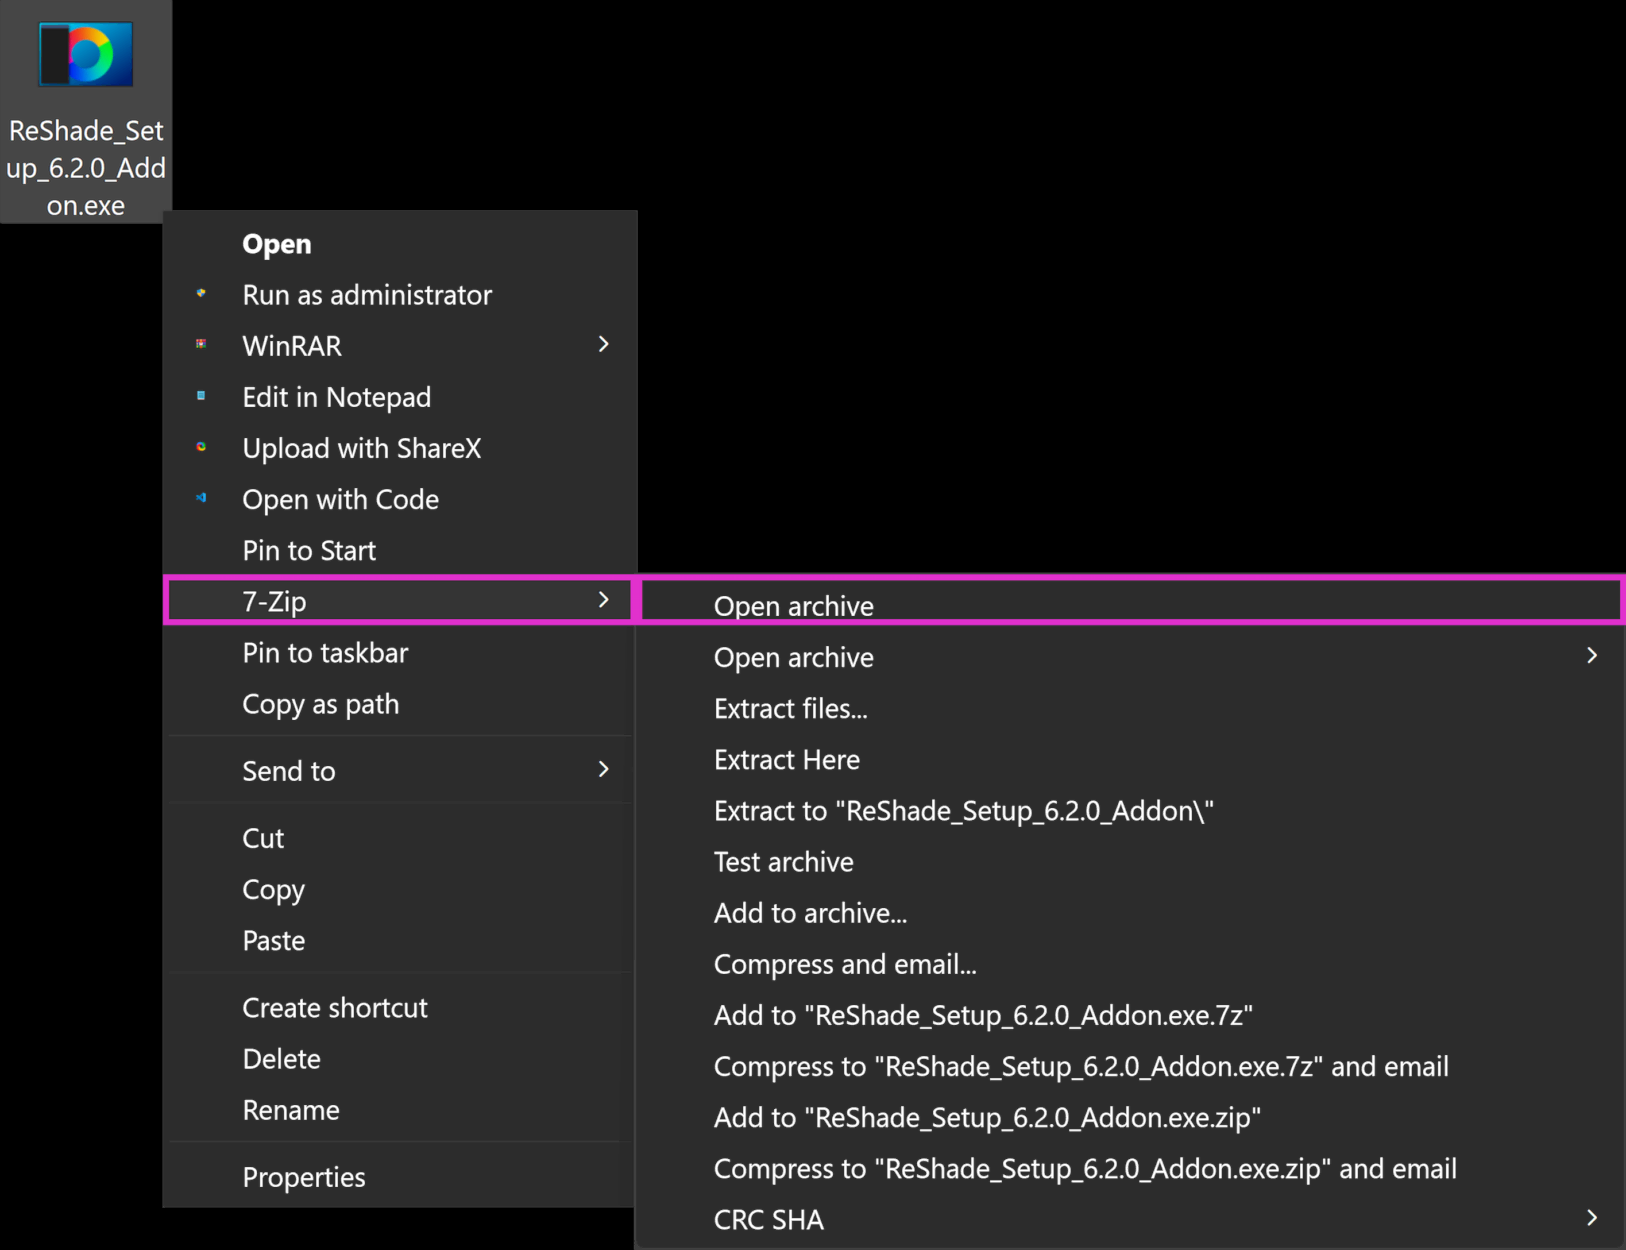 ReShade_Set
up_6.2.0_Add
on.exe
Open
Run as administrator
WinRAR
Edit in Notepad
Upload with ShareX
Open with Code
Pin to Start
7-Zip
Pin to taskbar
Copy as path
Send to
Cut
Copy
Paste
Create shortcut
Delete
Rename
Properties
Open archive
Open archive
Extract files...
Extract Here
Extract to "ReShade_Setup_6.2.0_Addon\"
Test archive
Add to archive...
Compress and email...
Add to "ReShade_Setup_6.2.0_Addon.exe.7z"
Compress to "ReShade_Setup_6.2.0_Addon.exe.7z" and email
Add to "ReShade_Setup_6.2.0_Addon.exe.zip"
Compress to "ReShade_Setup_6.2.0_Addon.exe.zip" and email
CRC SHA